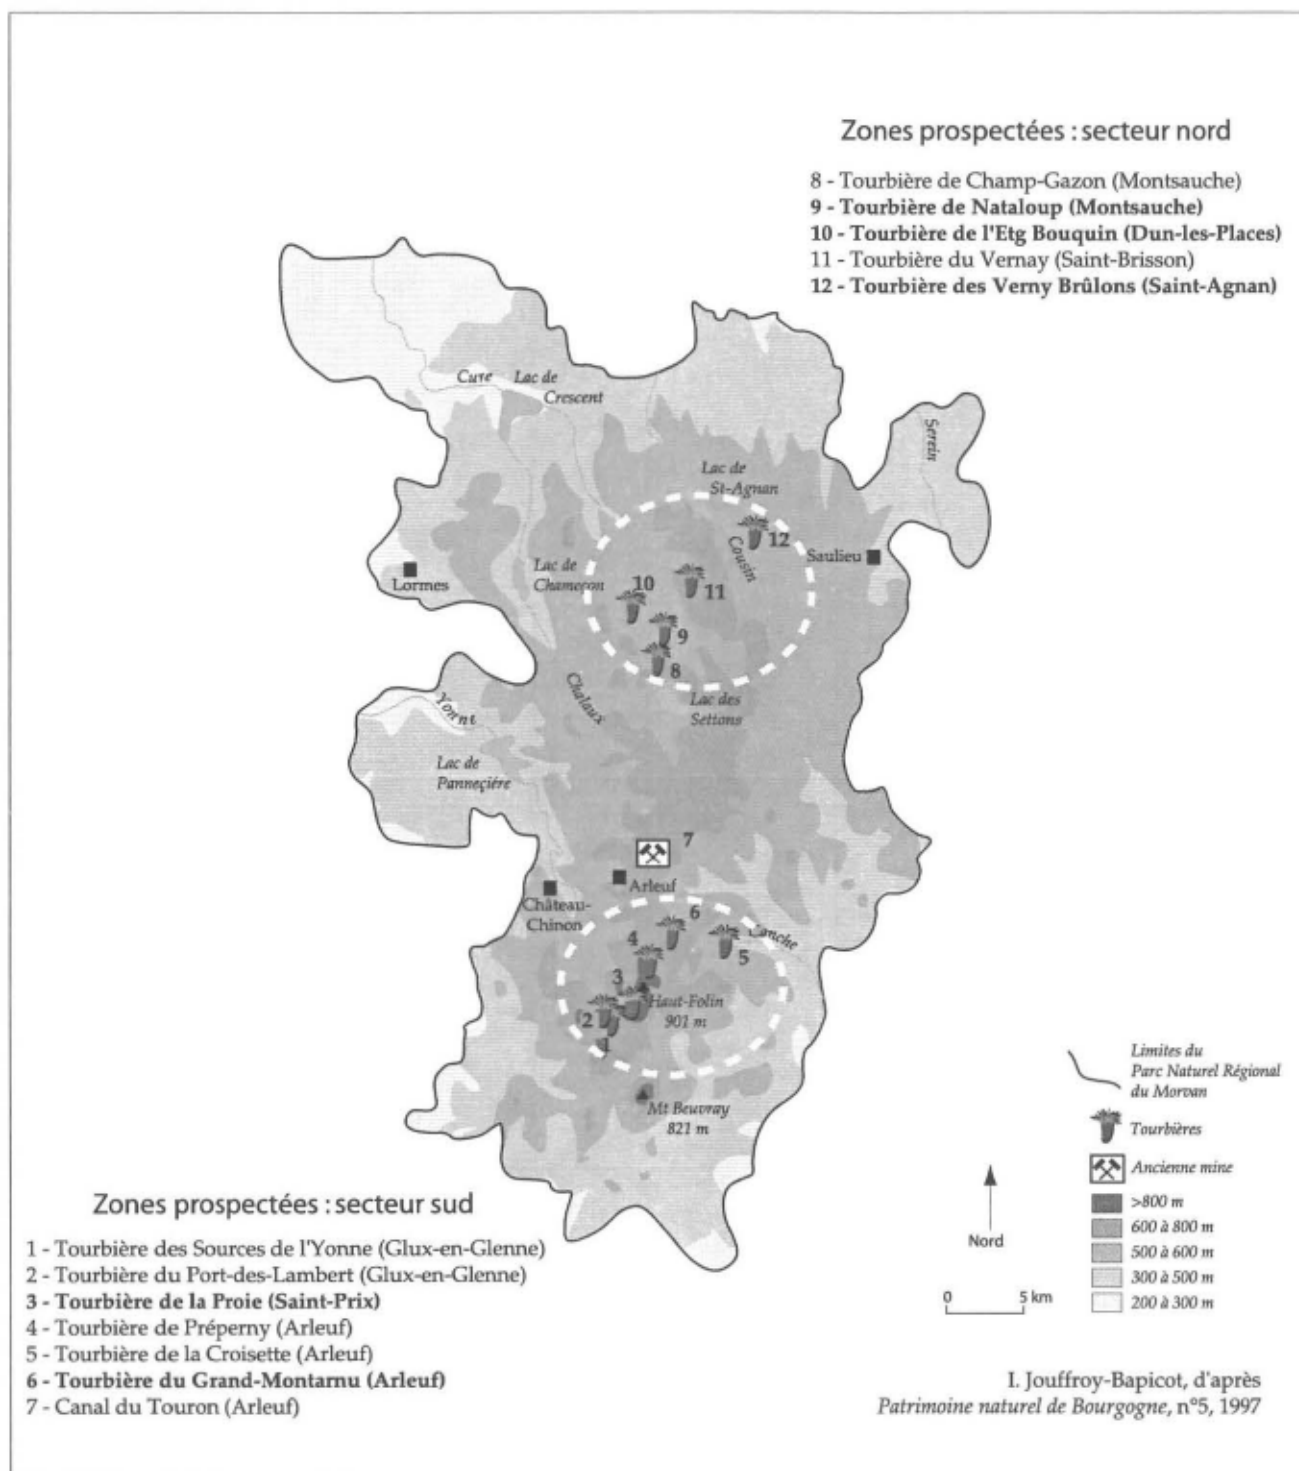 Zones prospectées : secteur nord
8 - Tourbière de Champ-Gazon (Montsauche)
9 - Tourbière de Nataloup (Montsauche)
10 - Tourbière de l'Etg Bouquin (Dun-les-Places)
11 - Tourbière du Vernay (Saint-Brisson)
12 - Tourbière des Verny Brûlons (Saint-Agnan)
Cure
Lac de
Crescent
Serein
Lac de
St-Agnan
12
Cousin
Saulieu
Lormes
Lac de
Chameçon
10
11
9
8
Chalaux
Lac des
Settons
Yonne
Lac de
Panneçière
7
Arleuf
Château-
Chinon
6
Canche
4
5
3
Haut-Folin
901 m
2
1
Mt Beuvray
821 m
Limites du
Parc Naturel Régional
du Morvan
Tourbières
Ancienne mine
>800 m
600 à 800 m
500 à 600 m
300 à 500 m
200 à 300 m
Nord
0 5 km
Zones prospectées : secteur sud
1 - Tourbière des Sources de l'Yonne (Glux-en-Glenne)
2 - Tourbière du Port-des-Lambert (Glux-en-Glenne)
3 - Tourbière de la Proie (Saint-Prix)
4 - Tourbière de Préperny (Arleuf)
5 - Tourbière de la Croisette (Arleuf)
6 - Tourbière du Grand-Montarnu (Arleuf)
7 - Canal du Touron (Arleuf)
I. Jouffroy-Bapicot, d'après
Patrimoine naturel de Bourgogne, n°5, 1997